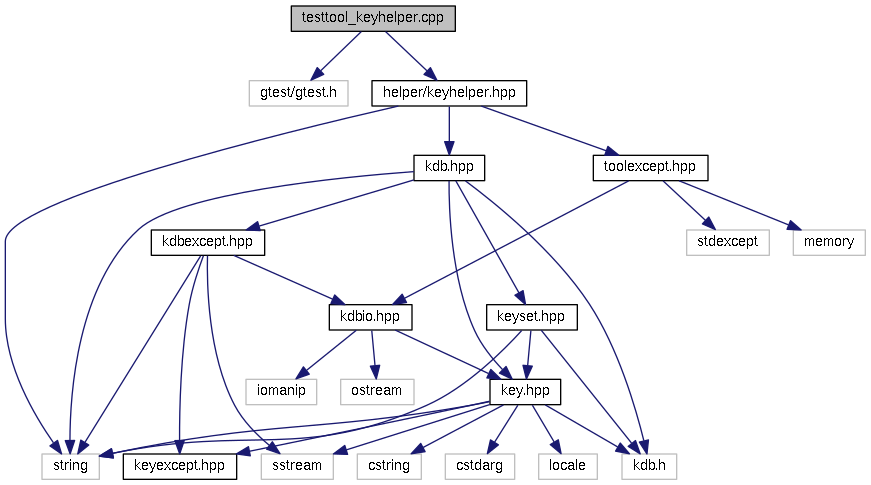 testtool_keyhelper.cpp
gtest/gtest.h
helper/keyhelper.hpp
kdb.hpp
toolexcept.hpp
kdbexcept.hpp
stdexcept
memory
kdbio.hpp
keyset.hpp
iomanip
ostream
key.hpp
string
keyexcept.hpp
sstream
cstring
cstdarg
locale
kdb.h